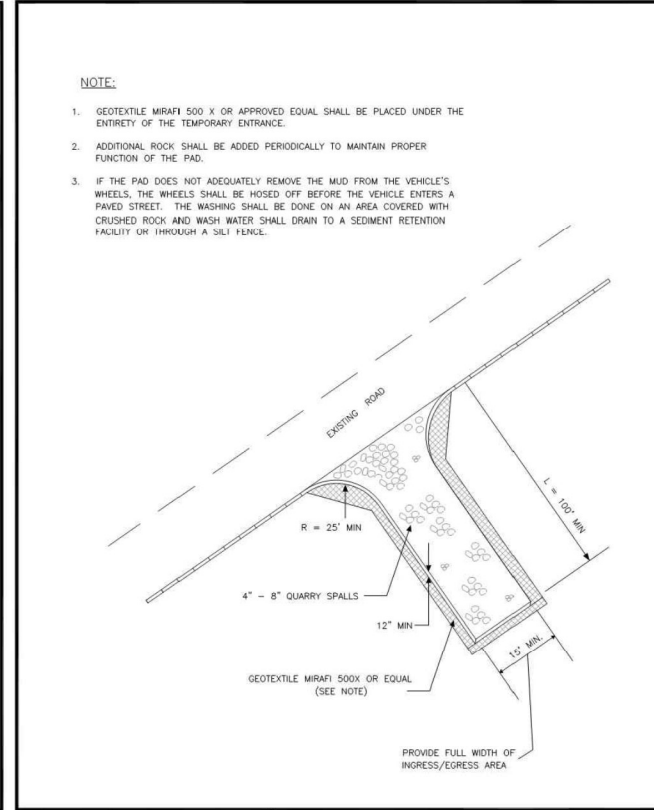 NOTE:
1. GEOTEXTILE MIRAFI 500 X OR APPROVED EQUAL SHALL BE PLACED UNDER THE
ENTIRETY OF THE TEMPORARY ENTRANCE.
2. ADDITIONAL ROCK SHALL BE ADDED PERIODICALLY TO MAINTAIN PROPER
FUNCTION OF THE PAD.
3. IF THE PAD DOES NOT ADEQUATELY REMOVE THE MUD FROM THE VEHICLE'S
WHEELS, THE WHEELS SHALL BE HOSED OFF BEFORE THE VEHICLE ENTERS A
PAVED STREET. THE WASHING SHALL BE DONE ON AN AREA COVERED WITH
CRUSHED ROCK AND WASH WATER SHALL DRAIN TO A SEDIMENT RETENTION
FACILITY OR THROUGH A SILT FENCE.
EXISTING ROAD
L = 100' MIN
R = 25' MIN
4" - 8" QUARRY SPALLS
12" MIN
15' MIN.
GEOTEXTILE MIRAFI 500X OR EQUAL
(SEE NOTE)
PROVIDE FULL WIDTH OF
INGRESS/EGRESS AREA